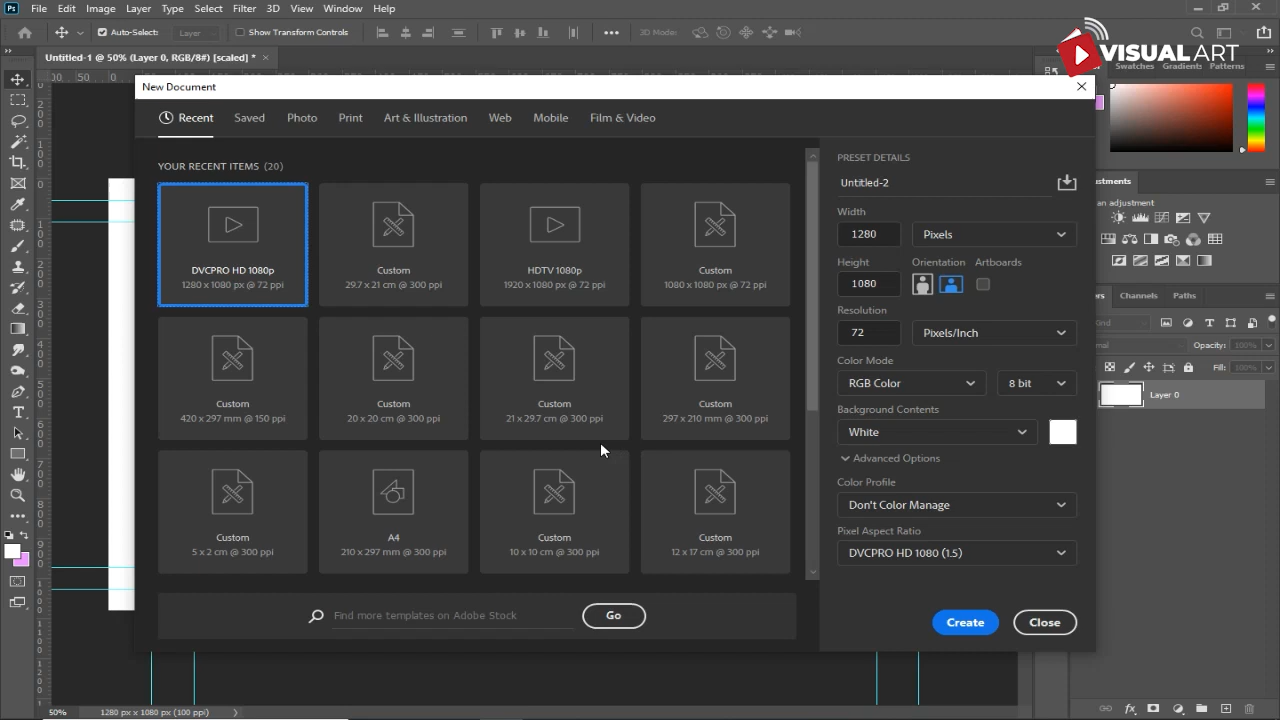 Ps File Edit Image Layer Type Select Filter 3D View Window Help
Auto-Select: Layer Show Transform Controls 3D Mode:
VISUAL ART
Untitled-1 @ 50% (Layer 0, RGB/8#) [scaled] *
Swatches Gradients Patterns
New Document
Recent Saved Photo Print Art & Illustration Web Mobile Film & Video
YOUR RECENT ITEMS (20)
DVCPRO HD 1080p
1280 x 1080 px @ 72 ppi
Custom
29.7 x 21 cm @ 300 ppi
HDTV 1080p
1920 x 1080 px @ 72 ppi
Custom
1080 x 1080 px @ 72 ppi
Custom
420 x 297 mm @ 150 ppi
Custom
20 x 20 cm @ 300 ppi
Custom
21 x 29.7 cm @ 300 ppi
Custom
297 x 210 mm @ 300 ppi
Custom
5 x 2 cm @ 300 ppi
A4
210 x 297 mm @ 300 ppi
Custom
10 x 10 cm @ 300 ppi
Custom
12 x 17 cm @ 300 ppi
Find more templates on Adobe Stock
Go
PRESET DETAILS
Untitled-2
Width
1280 Pixels
Height Orientation Artboards
1080
Resolution
72 Pixels/Inch
Color Mode
RGB Color 8 bit
Background Contents
White
Advanced Options
Color Profile
Don't Color Manage
Pixel Aspect Ratio
DVCPRO HD 1080 (1.5)
Create Close
justments
an adjustment
ers Channels Paths
Kind
mal Opacity: 100%
Fill: 100%
Layer 0
50% 1280 px x 1080 px (100 ppi)